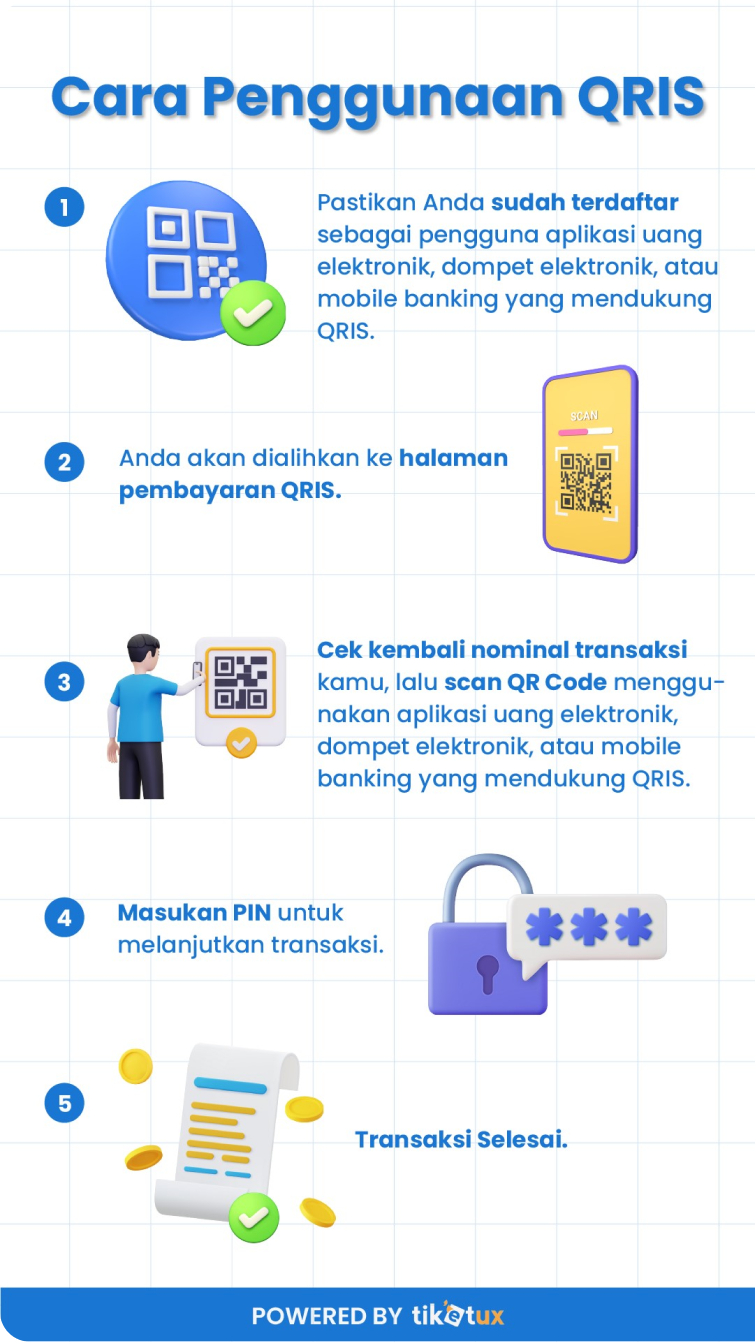 Cara Penggunaan QRIS
1
Pastikan Anda sudah terdaftar
sebagai pengguna aplikasi uang
elektronik, dompet elektronik, atau
mobile banking yang mendukung
QRIS.
SCAN
2
Anda akan dialihkan ke halaman
pembayaran QRIS.
3
Cek kembali nominal transaksi
kamu, lalu scan QR Code menggu-
nakan aplikasi uang elektronik,
dompet elektronik, atau mobile
banking yang mendukung QRIS.
4
Masukan PIN untuk
melanjutkan transaksi.
***
5
Transaksi Selesai.
POWERED BY tiketux